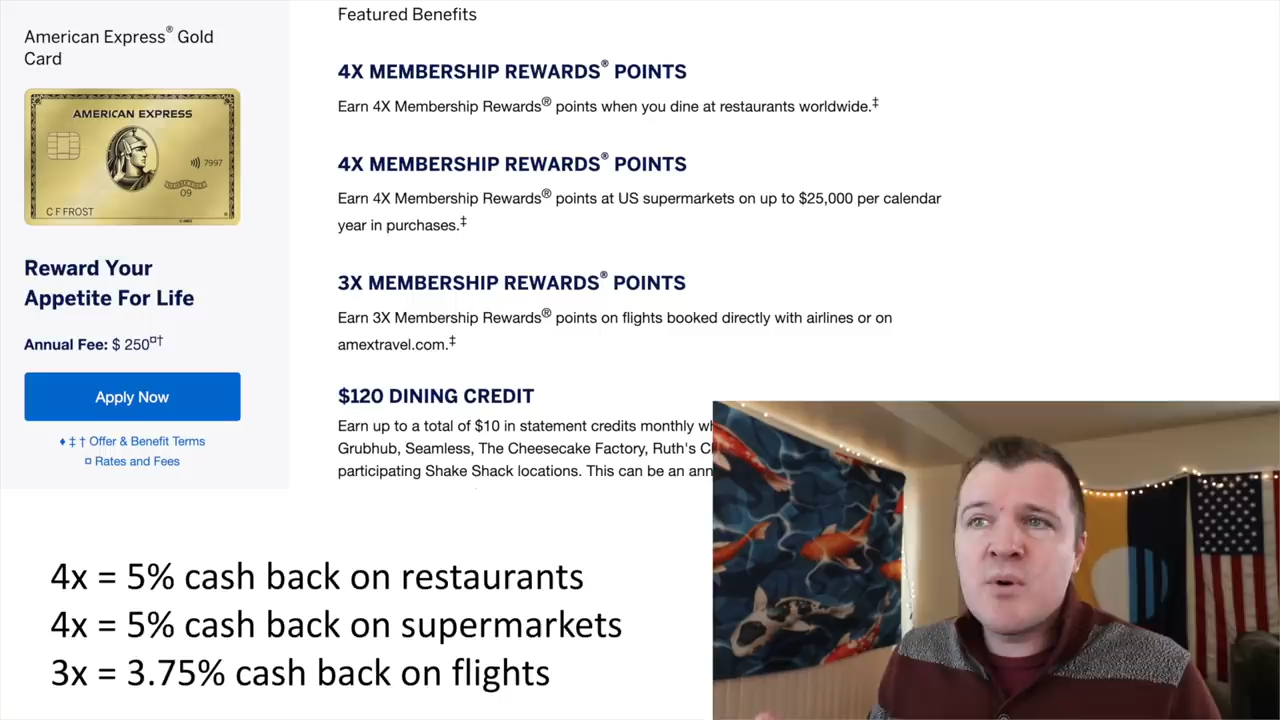 American Express® Gold
Card
AMERICAN EXPRESS
7997
09
C F FROST
Reward Your
Appetite For Life
Annual Fee: $ 250¤†
Apply Now
♦ ‡ † Offer & Benefit Terms
¤ Rates and Fees
Featured Benefits
4X MEMBERSHIP REWARDS® POINTS
Earn 4X Membership Rewards® points when you dine at restaurants worldwide.‡
4X MEMBERSHIP REWARDS® POINTS
Earn 4X Membership Rewards® points at US supermarkets on up to $25,000 per calendar
year in purchases.‡
3X MEMBERSHIP REWARDS® POINTS
Earn 3X Membership Rewards® points on flights booked directly with airlines or on
amextravel.com.‡
$120 DINING CREDIT
Earn up to a total of $10 in statement credits monthly
Grubhub, Seamless, The Cheesecake Factory, Ruth's
participating Shake Shack locations. This can be an
4x = 5% cash back on restaurants
4x = 5% cash back on supermarkets
3x = 3.75% cash back on flights